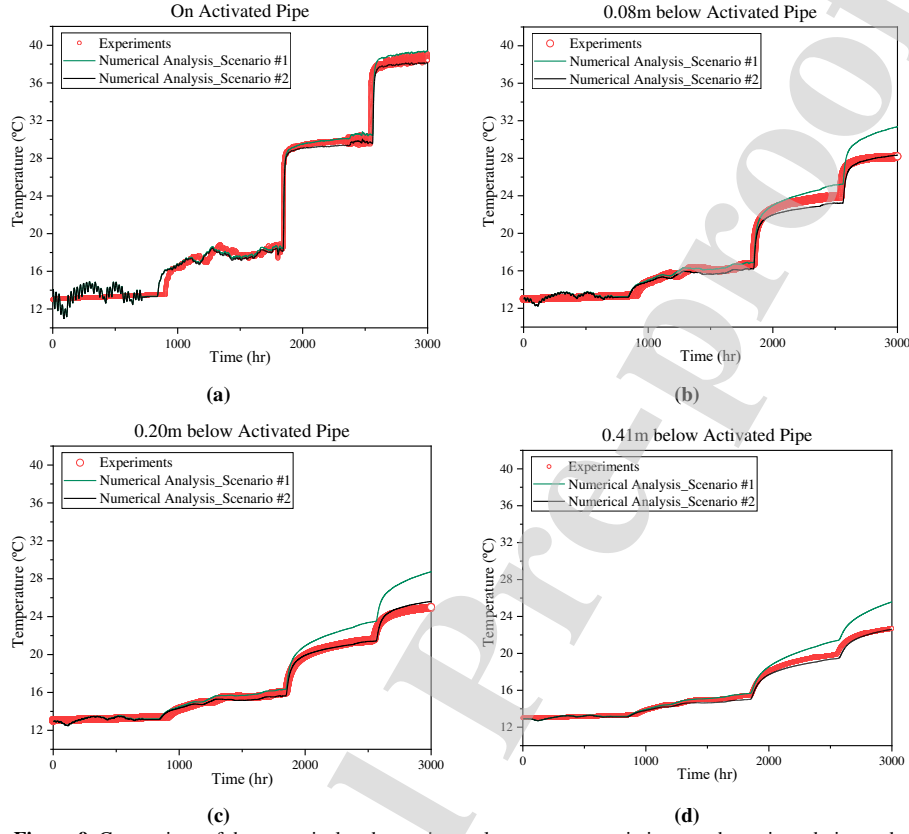 On Activated Pipe
Experiments
Numerical Analysis_Scenario #1
Numerical Analysis_Scenario #2
Temperature (ºC)
40
36
32
28
24
20
16
12
0
1000
2000
3000
Time (hr)
(a)
0.08m below Activated Pipe
Experiments
Numerical Analysis_Scenario #1
Numerical Analysis_Scenario #2
Temperature (ºC)
40
36
32
28
24
20
16
12
0
1000
2000
3000
Time (hr)
(b)
0.20m below Activated Pipe
Experiments
Numerical Analysis_Scenario #1
Numerical Analysis_Scenario #2
Temperature (ºC)
40
36
32
28
24
20
16
12
0
1000
2000
3000
Time (hr)
(c)
0.41m below Activated Pipe
Experiments
Numerical Analysis_Scenario #1
Numerical Analysis_Scenario #2
Temperature (ºC)
40
36
32
28
24
20
16
12
0
1000
2000
3000
Time (hr)
(d)
l Pre-proof